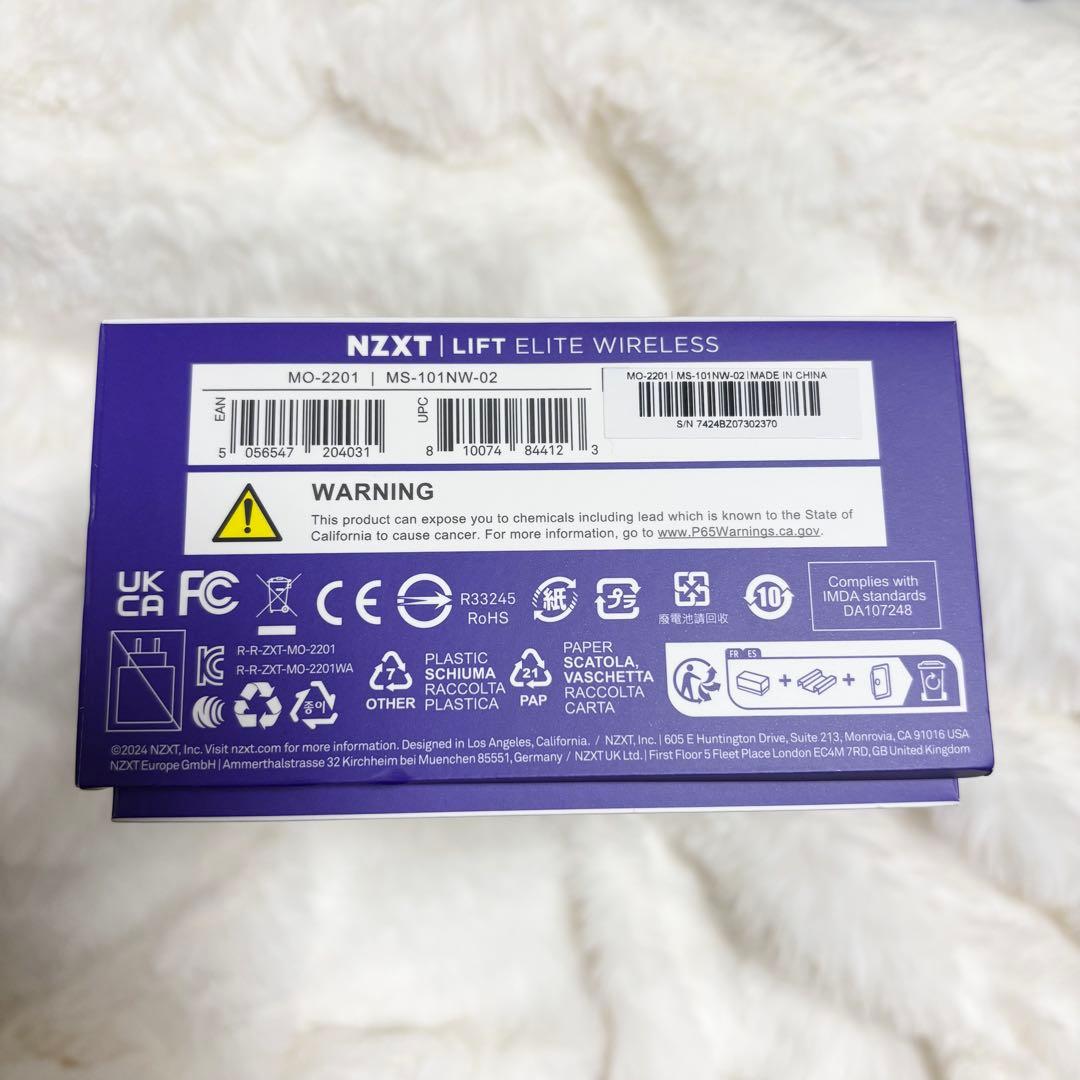 NZXT | LIFT ELITE WIRELESS
MO-2201 | MS-101NW-02
EAN
5 056547 204031
UPC
8 10074 84412 3
MO-2201 | MS-101NW-02 | MADE IN CHINA
S/N 7424BZ07302370
WARNING
This product can expose you to chemicals including lead which is known to the State of
California to cause cancer. For more information, go to www.P65Warnings.ca.gov.
UK
CA
FC
CE
R33245
RoHS
紙
プラ
廢電池請回收
10
Complies with
IMDA standards
DA107248
R-R-ZXT-MO-2201
R-R-ZXT-MO-2201WA
종이
7
OTHER
PLASTIC
SCHIUMA
RACCOLTA
PLASTICA
21
PAP
PAPER
SCATOLA,
VASCHETTA
RACCOLTA
CARTA
FR ES
+ +
©2024 NZXT, Inc. Visit nzxt.com for more information. Designed in Los Angeles, California. / NZXT, Inc. | 605 E Huntington Drive, Suite 213, Monrovia, CA 91016 USA
NZXT Europe GmbH | Ammerthalstrasse 32 Kirchheim bei Muenchen 85551, Germany / NZXT UK Ltd. | First Floor 5 Fleet Place London EC4M 7RD, GB United Kingdom